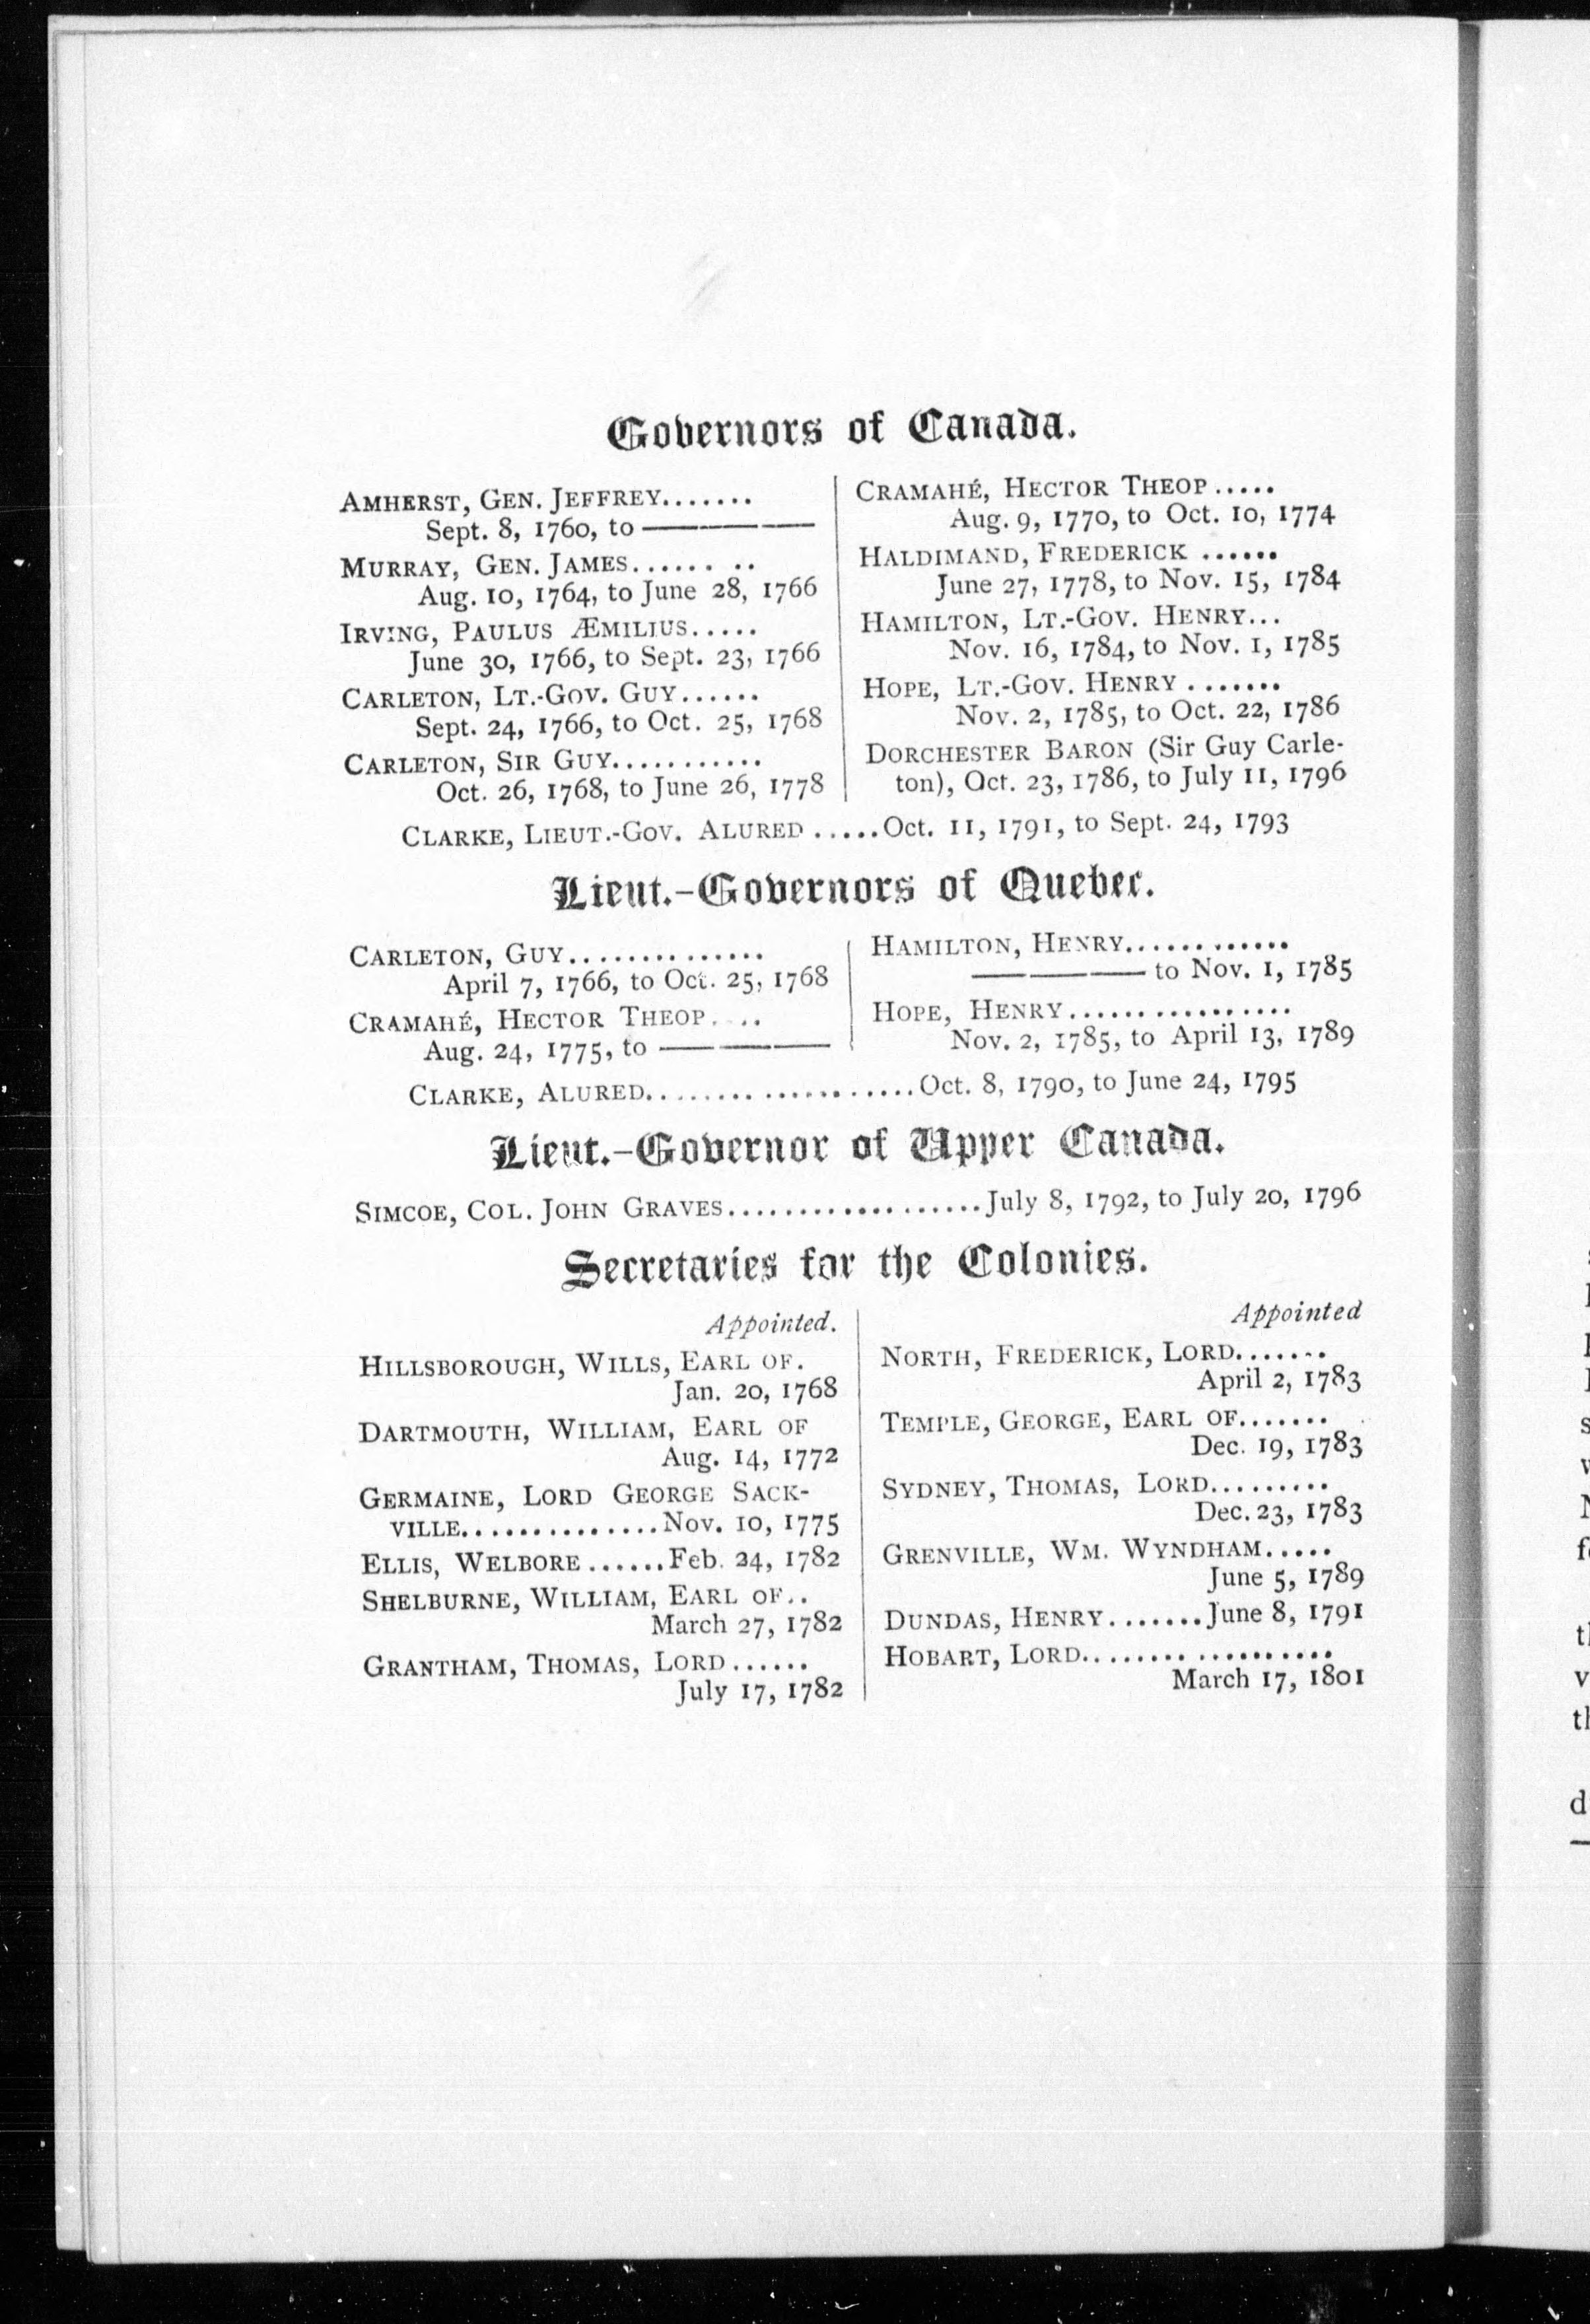 Governors of Canada.
AMHERST, GEN. JEFFREY.......
Sept. 8, 1760, to ————
MURRAY, GEN. JAMES...... ..
Aug. 10, 1764, to June 28, 1766
IRVING, PAULUS ÆMILIUS.....
June 30, 1766, to Sept. 23, 1766
CARLETON, LT.-GOV. GUY......
Sept. 24, 1766, to Oct. 25, 1768
CARLETON, SIR GUY...........
Oct. 26, 1768, to June 26, 1778
CRAMAHÉ, HECTOR THEOP.....
Aug. 9, 1770, to Oct. 10, 1774
HALDIMAND, FREDERICK ......
June 27, 1778, to Nov. 15, 1784
HAMILTON, LT.-GOV. HENRY...
Nov. 16, 1784, to Nov. 1, 1785
HOPE, LT.-GOV. HENRY .......
Nov. 2, 1785, to Oct. 22, 1786
DORCHESTER BARON (Sir Guy Carle-
ton), Oct. 23, 1786, to July 11, 1796
CLARKE, LIEUT.-GOV. ALURED .....Oct. 11, 1791, to Sept. 24, 1793
Lieut.-Governors of Quebec.
CARLETON, GUY..............
April 7, 1766, to Oct. 25, 1768
CRAMAHÉ, HECTOR THEOP....
Aug. 24, 1775, to ————
HAMILTON, HENRY............
———— to Nov. 1, 1785
HOPE, HENRY................
Nov. 2, 1785, to April 13, 1789
CLARKE, ALURED...................Oct. 8, 1790, to June 24, 1795
Lieut.-Governor of Upper Canada.
SIMCOE, COL. JOHN GRAVES..................July 8, 1792, to July 20, 1796
Secretaries for the Colonies.
Appointed.
HILLSBOROUGH, WILLS, EARL OF.
Jan. 20, 1768
DARTMOUTH, WILLIAM, EARL OF
Aug. 14, 1772
GERMAINE, LORD GEORGE SACK-
VILLE..............Nov. 10, 1775
ELLIS, WELBORE......Feb. 24, 1782
SHELBURNE, WILLIAM, EARL OF..
March 27, 1782
GRANTHAM, THOMAS, LORD......
July 17, 1782
Appointed
NORTH, FREDERICK, LORD.......
April 2, 1783
TEMPLE, GEORGE, EARL OF.......
Dec. 19, 1783
SYDNEY, THOMAS, LORD.........
Dec. 23, 1783
GRENVILLE, WM. WYNDHAM.....
June 5, 1789
DUNDAS, HENRY.......June 8, 1791
HOBART, LORD..................
March 17, 1801